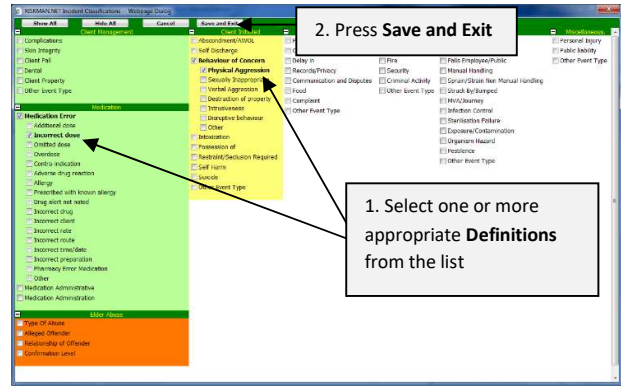 RISKMAN.NET Incident Classifications -- Webpage Dialog
Show All Hide All Cancel Save and Exit
2. Press Save and Exit
Client Management
Complications
Skin Integrity
Client Fall
Dental
Client Property
Other Event Type
Medication
Medication Error
Additional dose
Incorrect dose
Omitted dose
Overdose
Contra indication
Adverse drug reaction
Allergy
Prescribed with known allergy
Drug alert not noted
Incorrect drug
Incorrect client
Incorrect rate
Incorrect route
Incorrect time/date
Incorrect preparation
Pharmacy Error Medication
Other
Medication Administrative
Medication Administration
Elder Abuse
Type Of Abuse
Alleged Offender
Relationship of Offender
Confirmation Level
Client Initiated
Abscondment/AWOL
Self Discharge
Behaviour of Concern
Physical Aggression
Sexually Inappropria
Verbal Aggression
Destruction of property
Intrusiveness
Disruptive behaviour
Other
Intoxication
Possession of
Restraint/Seclusion Required
Self Harm
Suicide
Other Event Type
Delay in
Records/Privacy
Communication and Disputes
Food
Complaint
Other Event Type
Fire
Security
Criminal Activity
Other Event Type
Falls Employee/Public
Manual Handling
Sprain/Strain Non Manual Handling
Struck By/Bumped
MVA/Journey
Infection Control
Sterilisation Failure
Exposure/Contamination
Organism Hazard
Pestilence
Other Event Type
Miscellaneous
Personal Injury
Public liability
Other Event Type
1. Select one or more
appropriate Definitions
from the list